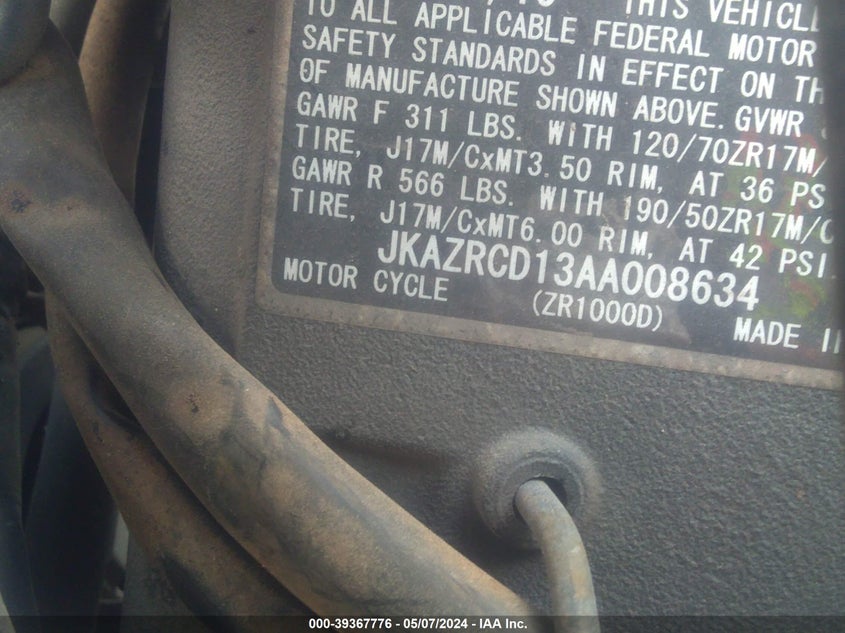 THIS VEHICLE
TO ALL APPLICABLE FEDERAL MOTOR
SAFETY STANDARDS IN EFFECT ON TH
OF MANUFACTURE SHOWN ABOVE. GVWR
GAWR F 311 LBS. WITH 120/70ZR17M/
TIRE, J17M/CxMT3.50 RIM, AT 36 PS
GAWR R 566 LBS. WITH 190/50ZR17M/C
TIRE, J17M/CxMT6.00 RIM, AT 42 PSI.
JKAZRCD13AA008634
MOTOR CYCLE (ZR1000D) MADE I
000-39367776 - 05/07/2024 - IAA Inc.